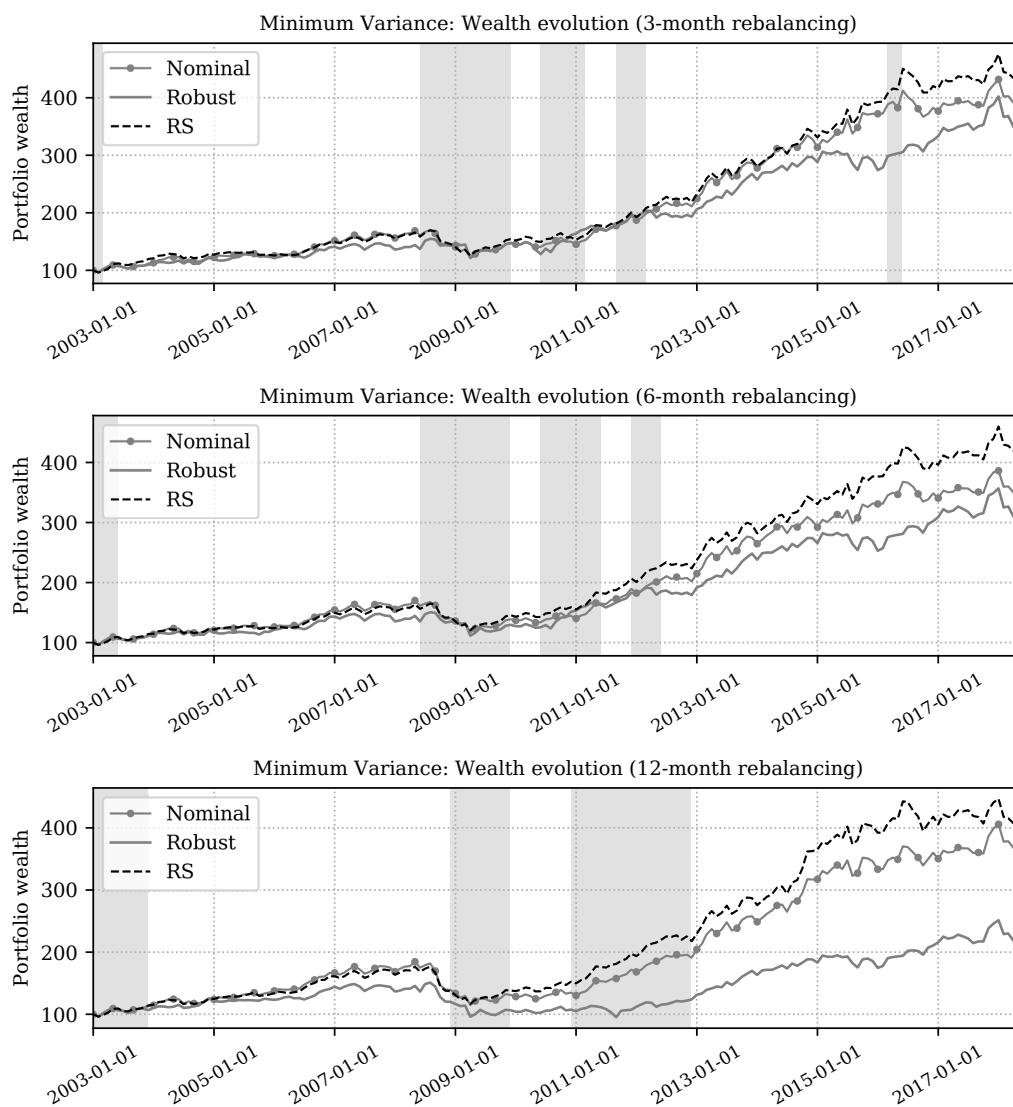 Minimum Variance: Wealth evolution (3-month rebalancing)
Portfolio wealth
400
300
200
100
Nominal
Robust
RS
2003-01-01
2005-01-01
2007-01-01
2009-01-01
2011-01-01
2013-01-01
2015-01-01
2017-01-01
Minimum Variance: Wealth evolution (6-month rebalancing)
Portfolio wealth
400
300
200
100
Nominal
Robust
RS
2003-01-01
2005-01-01
2007-01-01
2009-01-01
2011-01-01
2013-01-01
2015-01-01
2017-01-01
Minimum Variance: Wealth evolution (12-month rebalancing)
Portfolio wealth
400
300
200
100
Nominal
Robust
RS
2003-01-01
2005-01-01
2007-01-01
2009-01-01
2011-01-01
2013-01-01
2015-01-01
2017-01-01